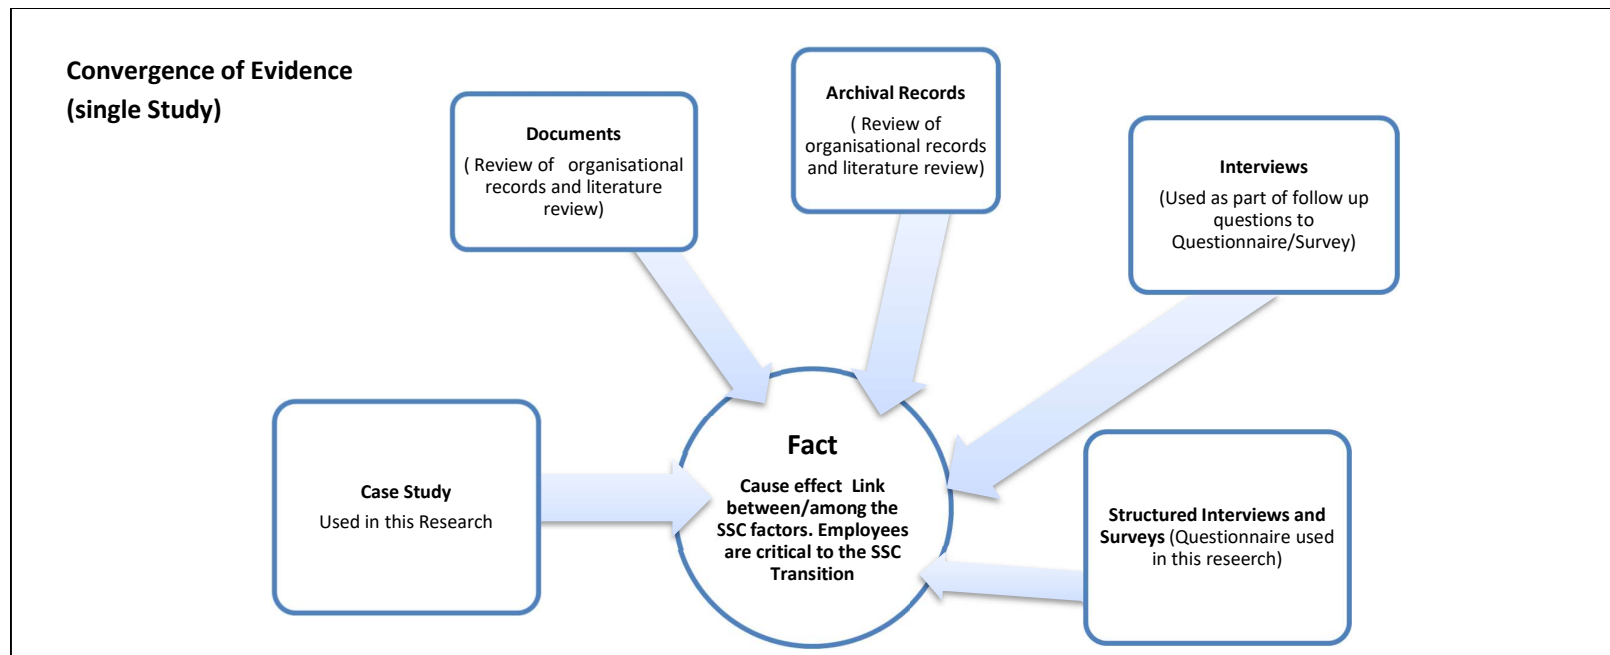 Convergence of Evidence
(single Study)
Documents
( Review of organisational
records and literature
review)
Archival Records
( Review of
organisational records
and literature review)
Interviews
(Used as part of follow up
questions to
Questionnaire/Survey)
Case Study
Used in this Research
Fact
Cause effect Link
between/among the
SSC factors. Employees
are critical to the SSC
Transition
Structured Interviews and
Surveys (Questionnaire used
in this reseerch)